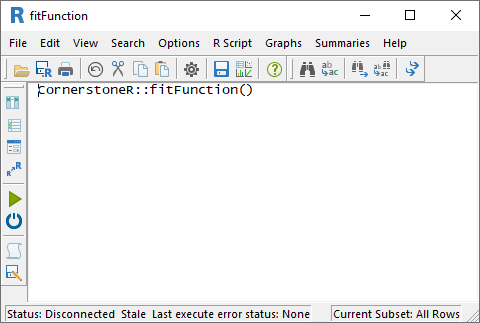 R fitFunction
File Edit View Search Options R Script Graphs Summaries Help
CornerstoneR::fitFunction()
Status: Disconnected Stale Last execute error status: None Current Subset: All Rows